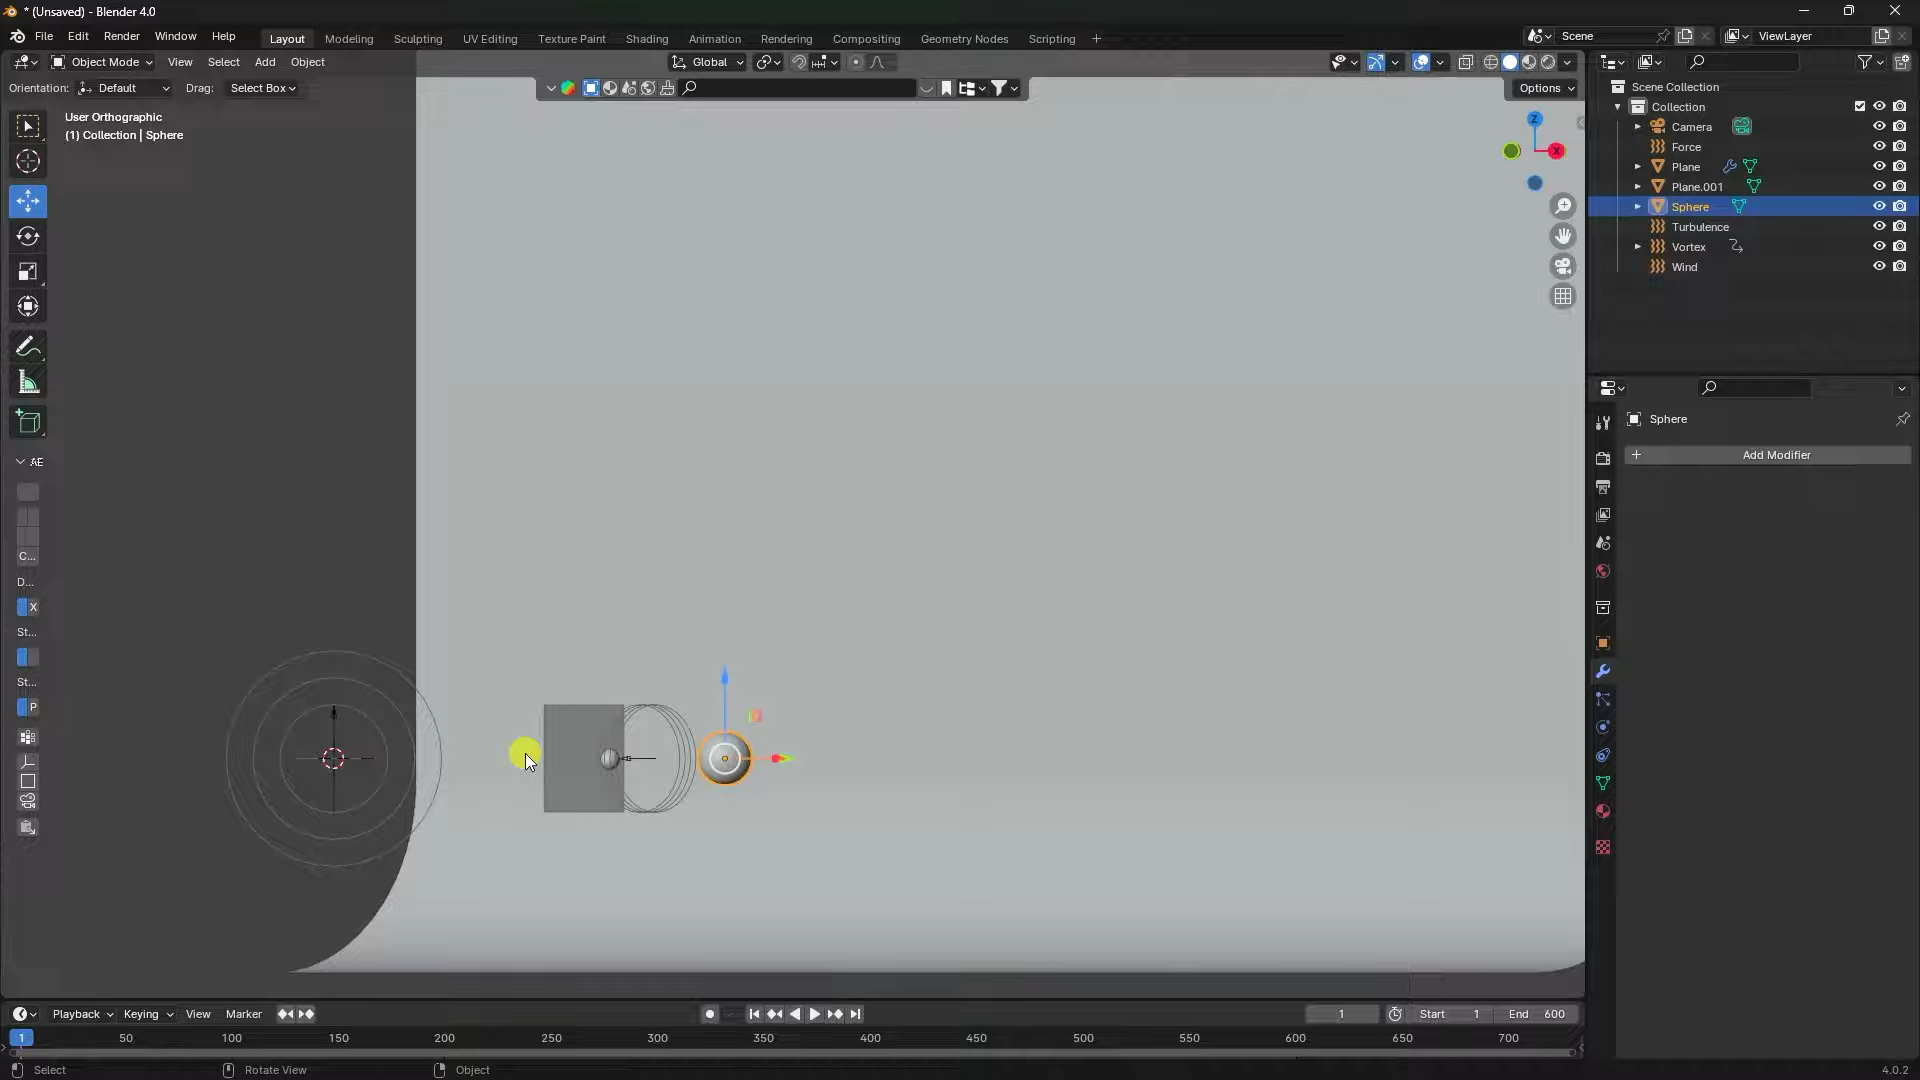 * (Unsaved) - Blender 4.0
File Edit Render Window Help
Layout Modeling Sculpting UV Editing Texture Paint Shading Animation Rendering Compositing Geometry Nodes Scripting +
Scene
ViewLayer
Object Mode View Select Add Object
Global
Orientation: Default Drag: Select Box
Options
User Orthographic
(1) Collection | Sphere
Z
X
Scene Collection
Collection
Camera
Force
Plane
Plane.001
Sphere
Turbulence
Vortex
Wind
Sphere
+ Add Modifier
AE
C...
D...
X
St...
St...
P
Playback Keying View Marker
1
Start 1
End 600
1 50 100 150 200 250 300 350 400 450 500 550 600 650 700
Select Rotate View Object
4.0.2